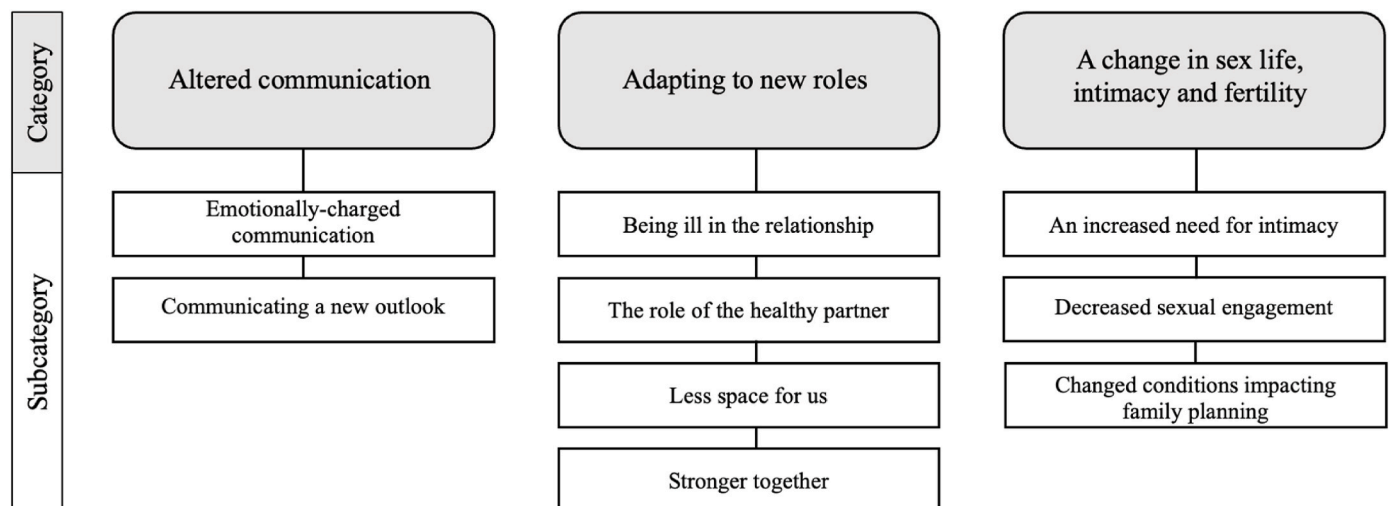 Category
Altered communication
Adapting to new roles
A change in sex life,
intimacy and fertility
Subcategory
Emotionally-charged
communication
Being ill in the relationship
An increased need for intimacy
Communicating a new outlook
The role of the healthy partner
Decreased sexual engagement
Less space for us
Changed conditions impacting
family planning
Stronger together